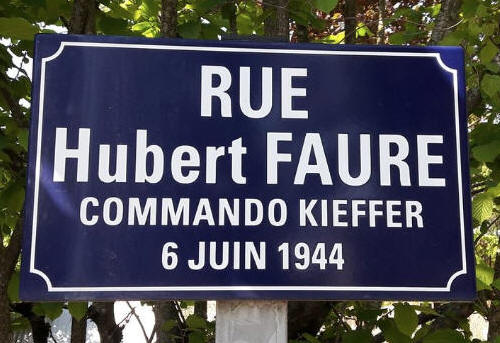 RUE
Hubert FAURE
COMMANDO KIEFFER
6 JUIN 1944